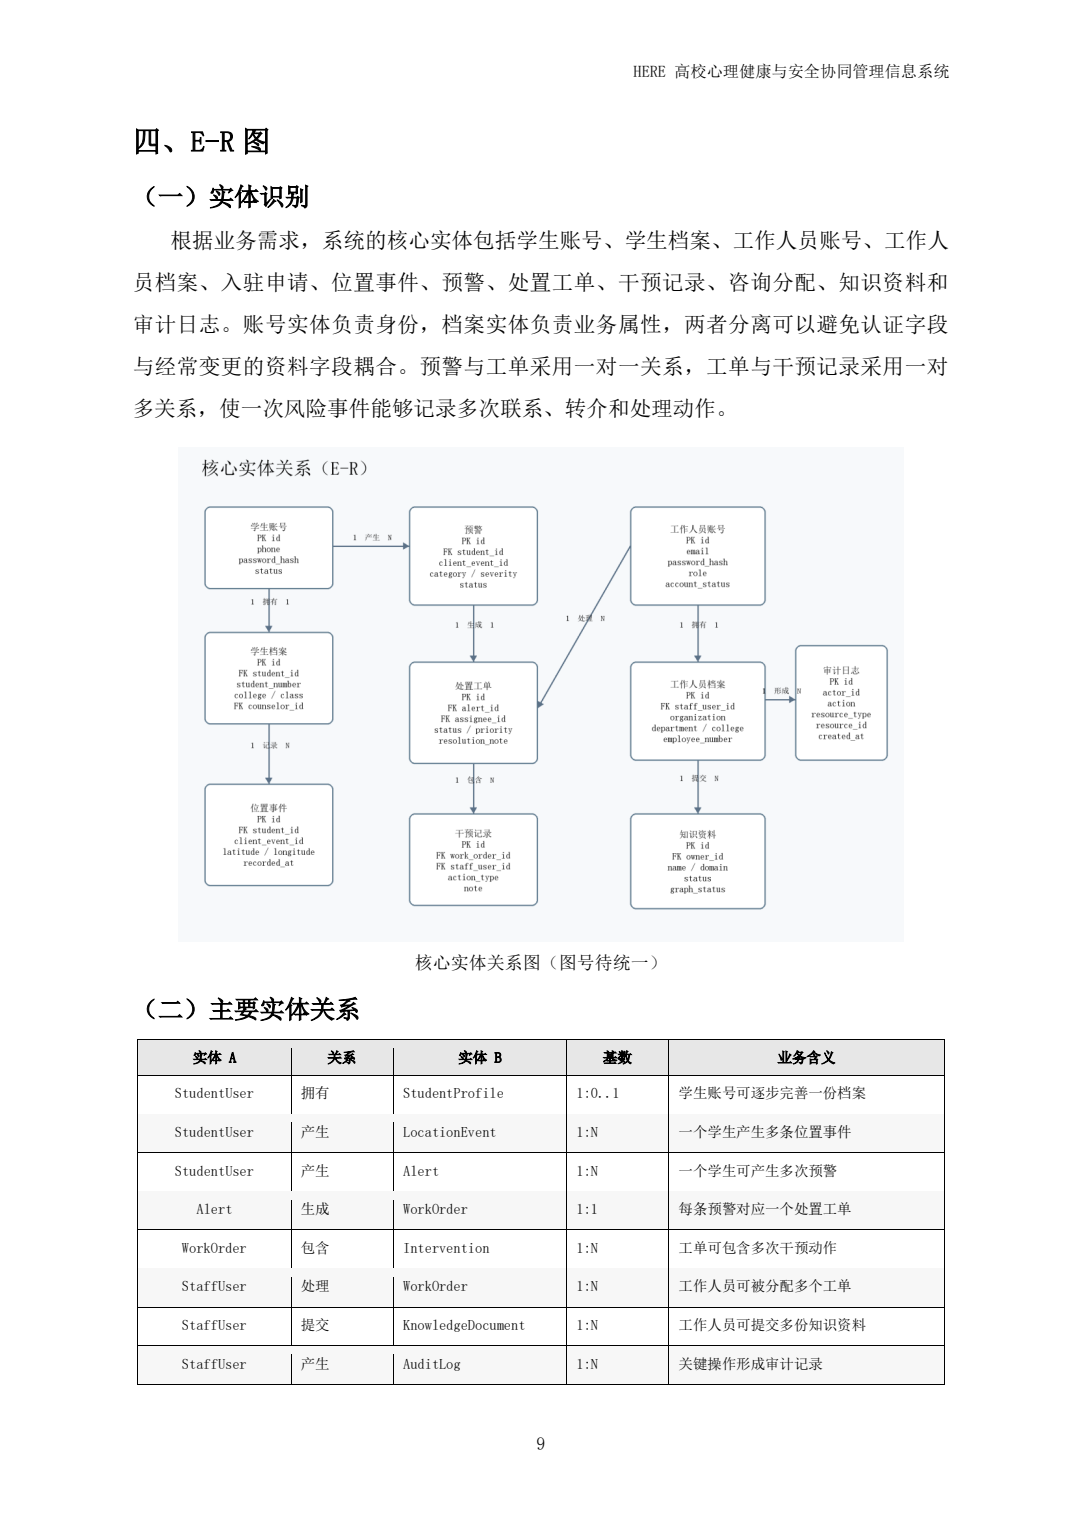 HERE 高校心理健康与安全协同管理信息系统
四、E-R 图
（一）实体识别
根据业务需求，系统的核心实体包括学生账号、学生档案、工作人员账号、工作人
员档案、入驻申请、位置事件、预警、处置工单、干预记录、咨询分配、知识资料和
审计日志。账号实体负责身份，档案实体负责业务属性，两者分离可以避免认证字段
与经常变更的资料字段耦合。预警与工单采用一对一关系，工单与干预记录采用一对
多关系，使一次风险事件能够记录多次联系、转介和处理动作。
核心实体关系（E-R）
学生账号
PK id
phone
password_hash
status
1 产生 N
预警
PK id
FK student_id
client_event_id
category / severity
status
工作人员账号
PK id
email
password_hash
role
account_status
1 拥有 1
1 生成 1
1 处理 N
1 拥有 1
学生档案
PK id
FK student_id
student_number
college / class
FK counselor_id
处置工单
PK id
FK alert_id
FK assignee_id
status / priority
resolution_note
工作人员档案
PK id
FK staff_user_id
organization
department / college
employee_number
1 形成 N
审计日志
PK id
actor_id
action
resource_type
resource_id
created_at
1 记录 N
1 包含 N
1 提交 N
位置事件
PK id
FK student_id
client_event_id
latitude / longitude
recorded_at
干预记录
PK id
FK work_order_id
FK staff_user_id
action_type
note
知识资料
PK id
FK owner_id
name / domain
status
graph_status
核心实体关系图（图号待统一）
（二）主要实体关系
实体 A 关系 实体 B 基数 业务含义
StudentUser 拥有 StudentProfile 1:0..1 学生账号可逐步完善一份档案
StudentUser 产生 LocationEvent 1:N 一个学生产生多条位置事件
StudentUser 产生 Alert 1:N 一个学生可产生多次预警
Alert 生成 WorkOrder 1:1 每条预警对应一个处置工单
WorkOrder 包含 Intervention 1:N 工单可包含多次干预动作
StaffUser 处理 WorkOrder 1:N 工作人员可被分配多个工单
StaffUser 提交 KnowledgeDocument 1:N 工作人员可提交多份知识资料
StaffUser 产生 AuditLog 1:N 关键操作形成审计记录
9